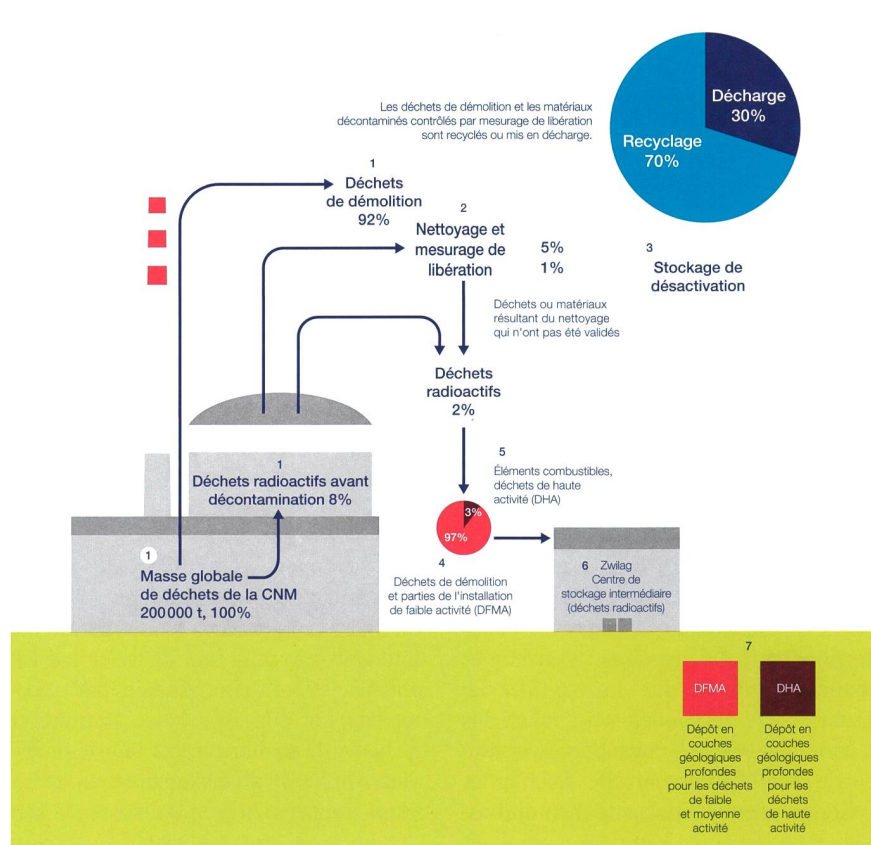 Décharge
30%
Recyclage
70%
Les déchets de démolition et les matériaux
décontaminés contrôlés par mesurage de libération
sont recyclés ou mis en décharge.
1
Déchets
de démolition
92%
2
Nettoyage et
mesurage de
libération
5%
1%
3
Stockage de
désactivation
Déchets ou matériaux
résultant du nettoyage
qui n'ont pas été validés
Déchets
radioactifs
2%
1
Déchets radioactifs avant
décontamination 8%
5
Éléments combustibles,
déchets de haute
activité (DHA)
3%
97%
4
Déchets de démolition
et parties de l'installation
de faible activité (DFMA)
1
Masse globale
de déchets de la CNM
200000 t, 100%
6 Zwilag
Centre de
stockage intermédiaire
(déchets radioactifs)
7
DFMA
Dépôt en
couches
géologiques
profondes
pour les déchets
de faible
et moyenne
activité
DHA
Dépôt en
couches
géologiques
profondes
pour les
déchets
de haute
activité